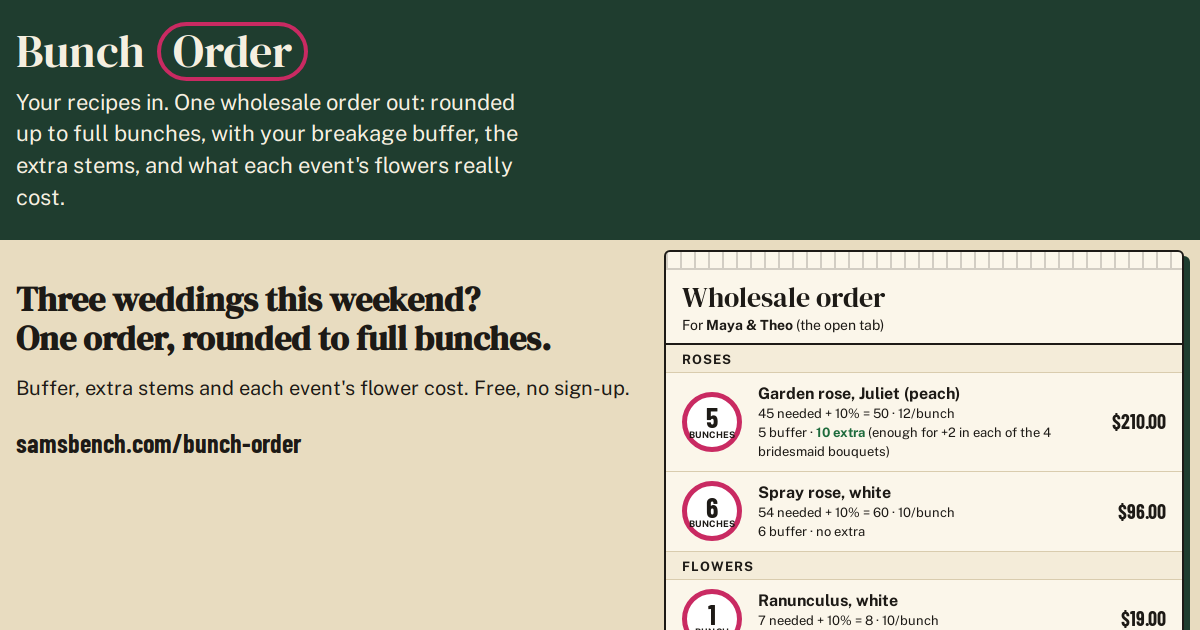 Bunch Order
Your recipes in. One wholesale order out: rounded
up to full bunches, with your breakage buffer, the
extra stems, and what each event's flowers really
cost.
Three weddings this weekend?
One order, rounded to full bunches.
Buffer, extra stems and each event's flower cost. Free, no sign-up.
samsbench.com/bunch-order
Wholesale order
For Maya & Theo (the open tab)
ROSES
5
BUNCHES
Garden rose, Juliet (peach)
45 needed + 10% = 50 · 12/bunch
5 buffer · 10 extra (enough for +2 in each of the 4
bridesmaid bouquets)
$210.00
6
BUNCHES
Spray rose, white
54 needed + 10% = 60 · 10/bunch
6 buffer · no extra
$96.00
FLOWERS
1
Ranunculus, white
7 needed + 10% = 8 · 10/bunch
$19.00